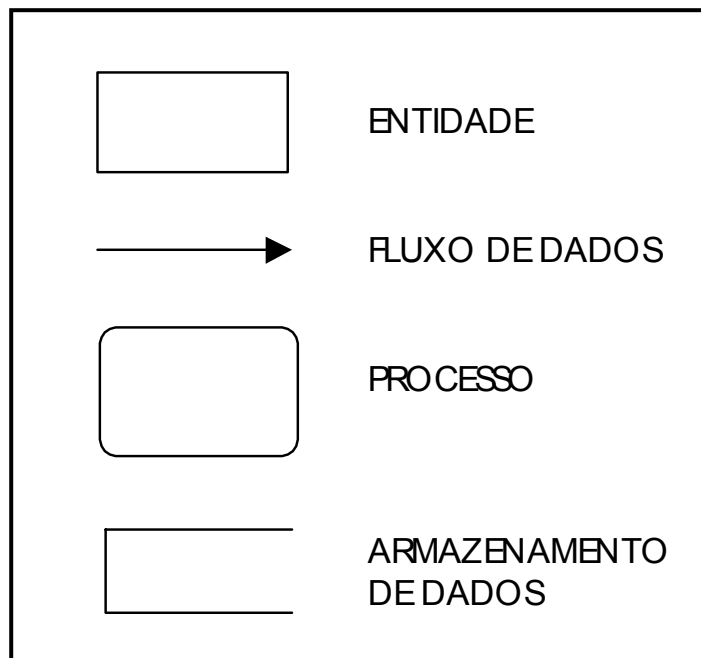 ENTIDADE
FLUXO DE DADOS
PROCESSO
ARMAZENAMENTO
DE DADOS